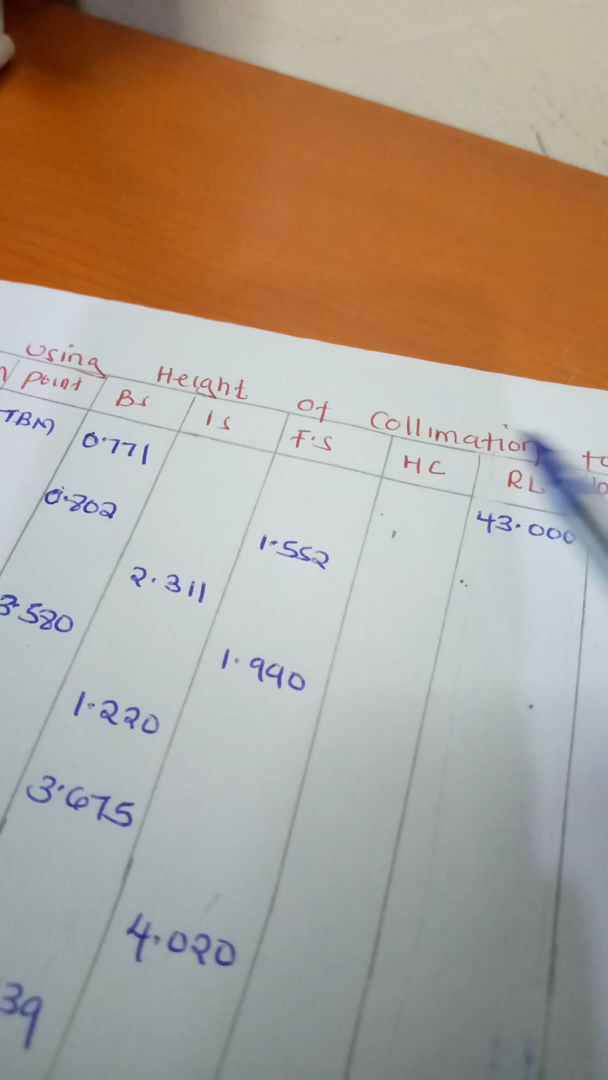 Using Height Of Collimation to
Point Bs Is F.S HC RL
TBM 0.771 43.000
0.802 1.552
2.311
3.580 1.940
1.220
3.675
4.020
39